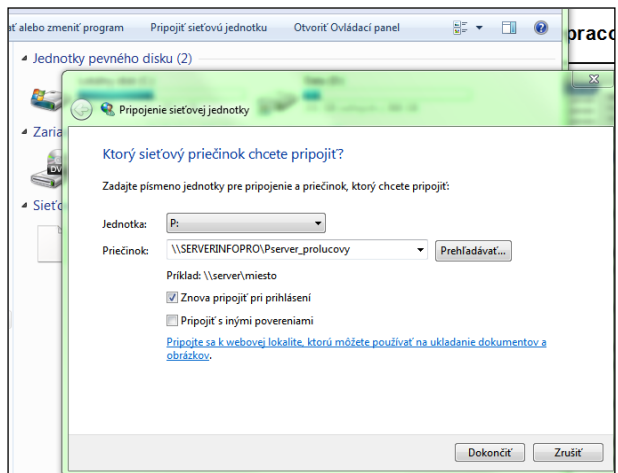 ať alebo zmeniť program Pripojiť sieťovú jednotku Otvoriť Ovládací panel
prac
Jednotky pevného disku (2)
Pripojenie sieťovej jednotky
Zaria
DV
Sieťo
Ktorý sieťový priečinok chcete pripojiť?
Zadajte písmeno jednotky pre pripojenie a priečinok, ktorý chcete pripojiť:
Jednotka: P:
Priečinok: \\SERVERINFOPRO\Pserver_prolucovy Prehľadávať...
Príklad: \\server\miesto
Znova pripojiť pri prihlásení
Pripojiť s inými povereniami
Pripojte sa k webovej lokalite, ktorú môžete používať na ukladanie dokumentov a
obrázkov.
Dokončiť Zrušiť